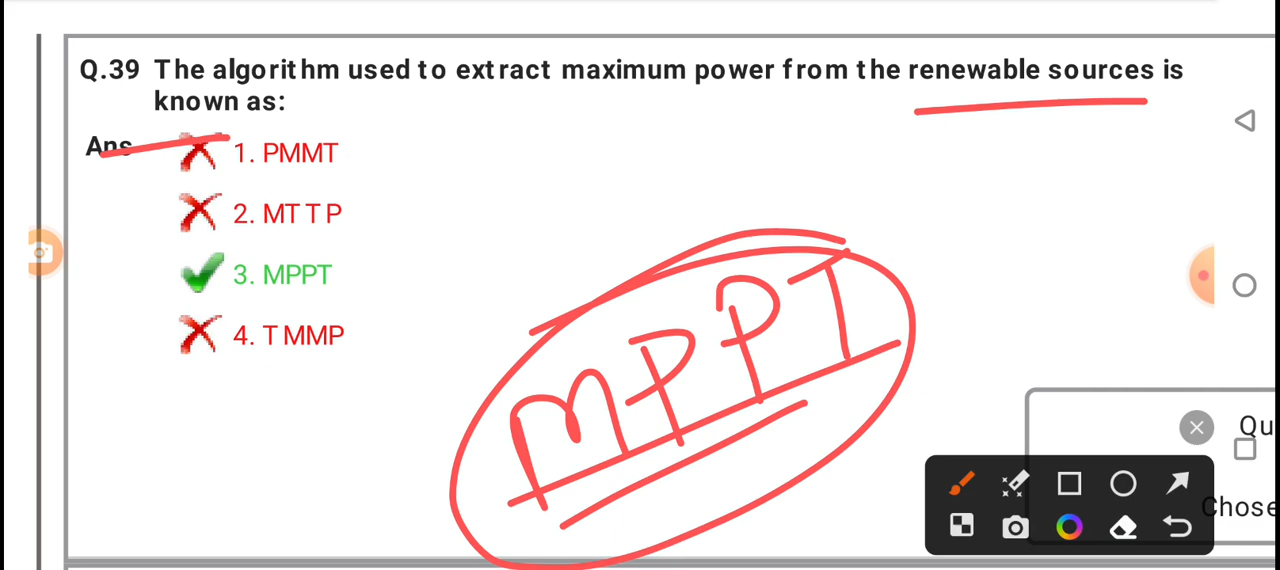 Q.39 The algorithm used to extract maximum power from the renewable sources is
known as:
Ans
1. PMMT
2. MTTP
3. MPPT
4. TMMP
MPPT
Qu
Chose